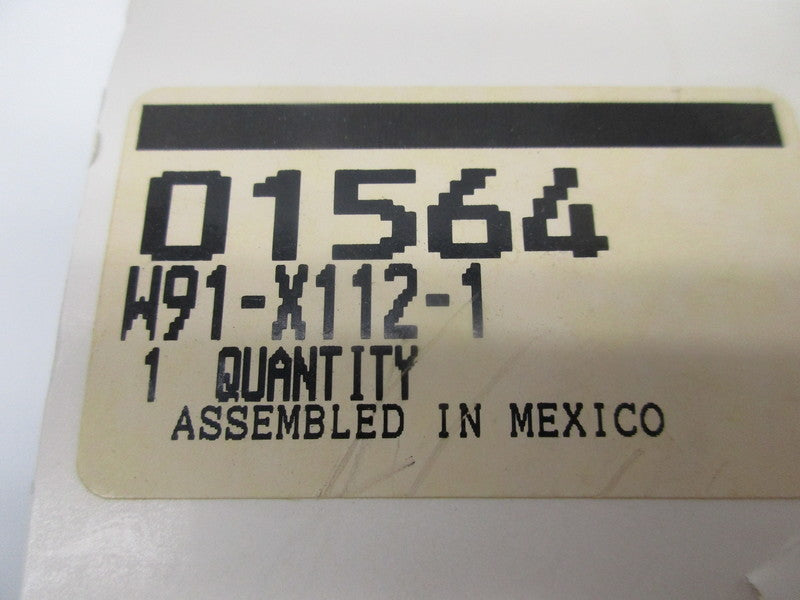 01564
W91-X112-1
1 QUANTITY
ASSEMBLED IN MEXICO